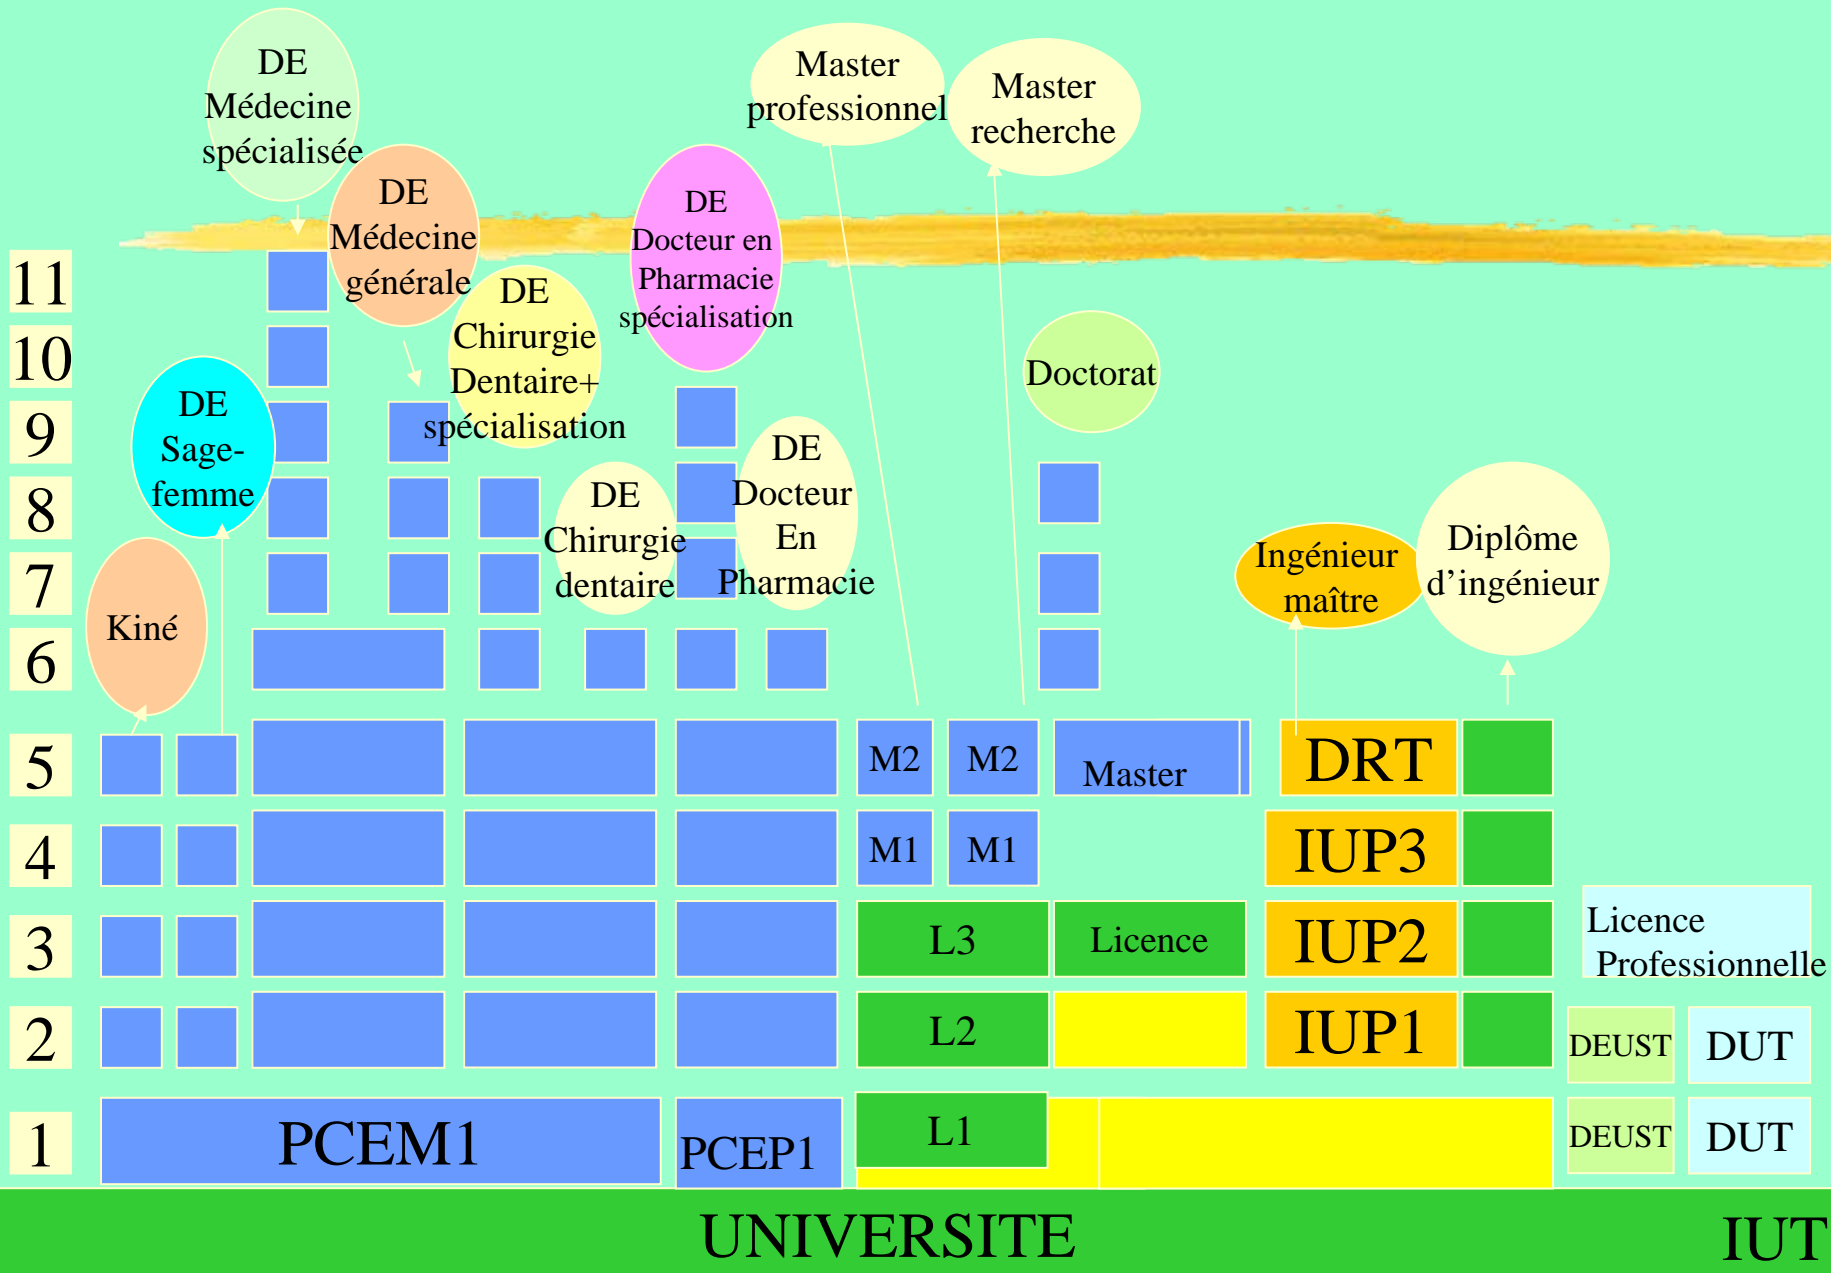 DE
Médecine
spécialisée
DE
Médecine
générale
DE
Chirurgie
Dentaire+
spécialisation
DE
Docteur en
Pharmacie
spécialisation
Master
professionnel
Master
recherche
Doctorat
DE
Sage-
femme
DE
Chirurgie
dentaire
DE
Docteur
En
Pharmacie
Ingénieur
maître
Diplôme
d’ingénieur
Kiné
11
10
9
8
7
6
5
M2
M2
Master
DRT
4
M1
M1
IUP3
3
L3
Licence
IUP2
Licence
Professionnelle
2
L2
IUP1
DEUST
DUT
1
PCEM1
PCEP1
L1
DEUST
DUT
UNIVERSITE
IUT